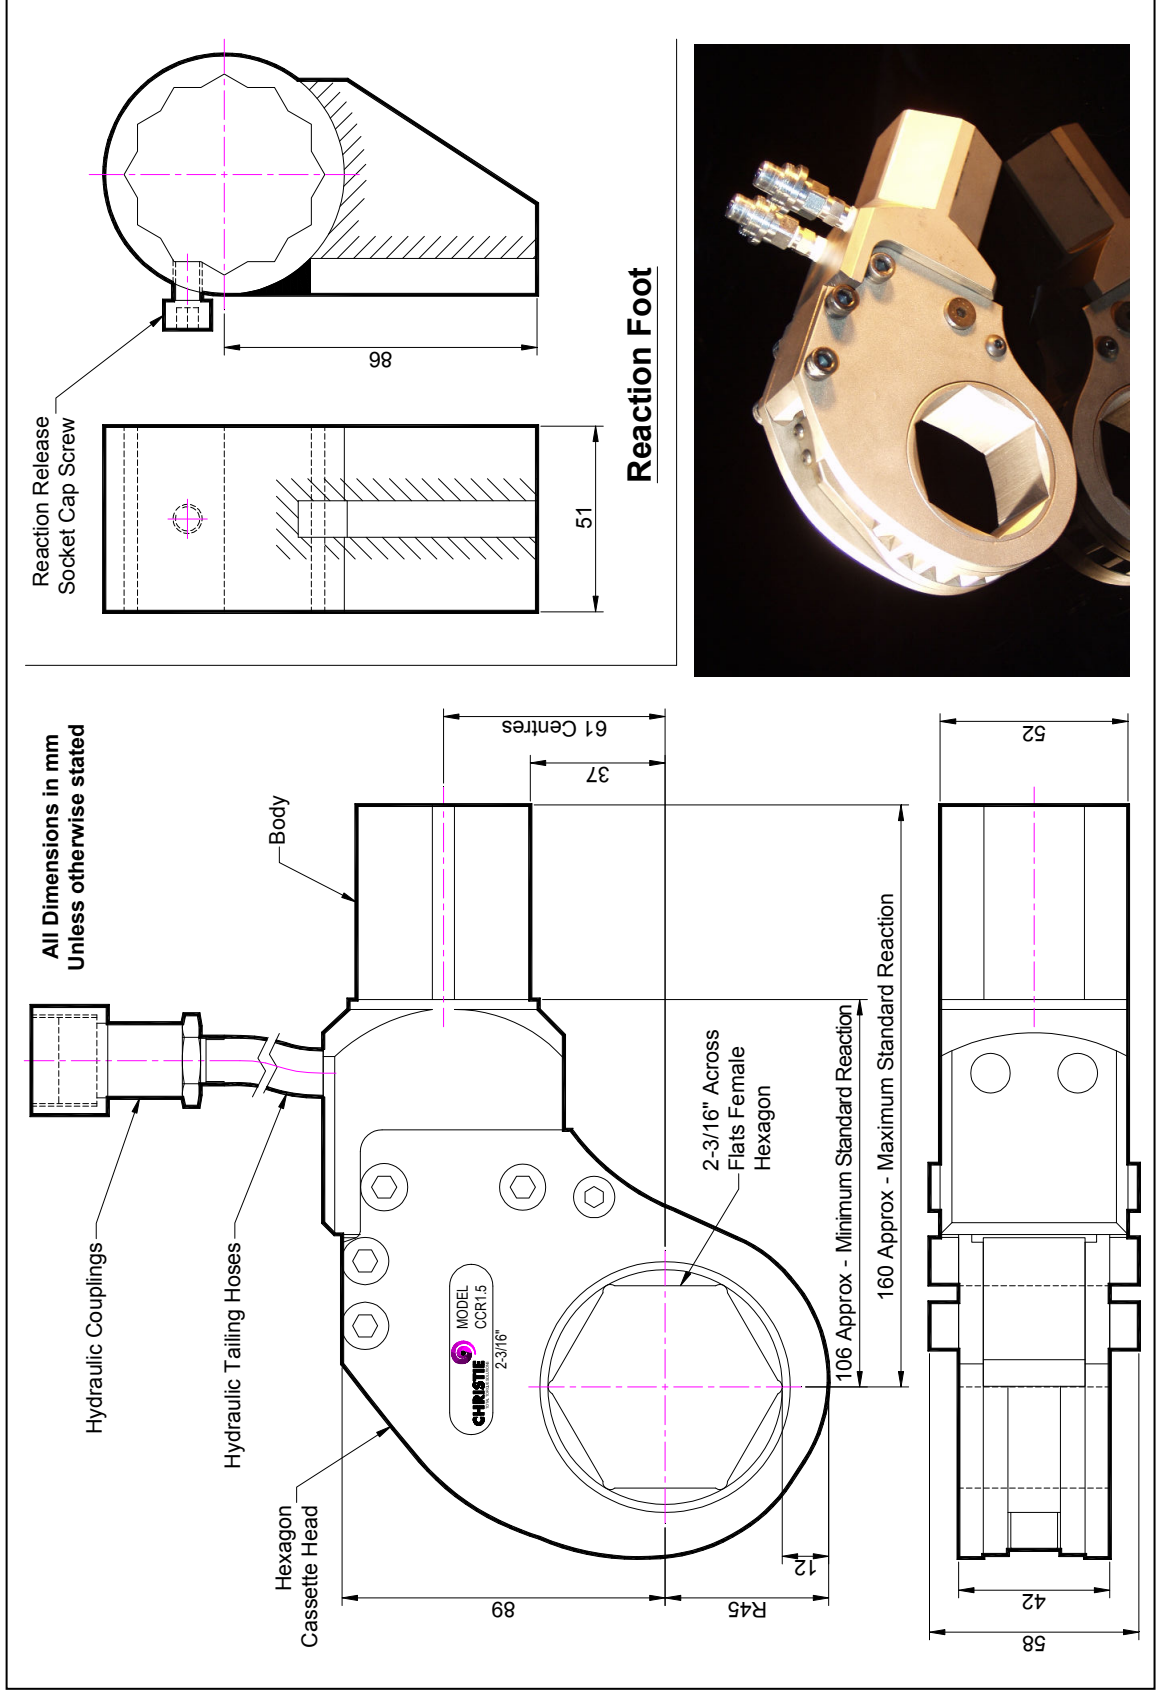 Reaction Release
Socket Cap Screw
86
51
Reaction Foot
All Dimensions in mm
Unless otherwise stated
Hydraulic Couplings
Hydraulic Tailing Hoses
Hexagon
Cassette Head
Body
61 Centres
37
CHRISTIE
MODEL
CCR1.5
2-3/16"
2-3/16" Across
Flats Female
Hexagon
106 Approx - Minimum Standard Reaction
160 Approx - Maximum Standard Reaction
89
R45
12
52
42
58